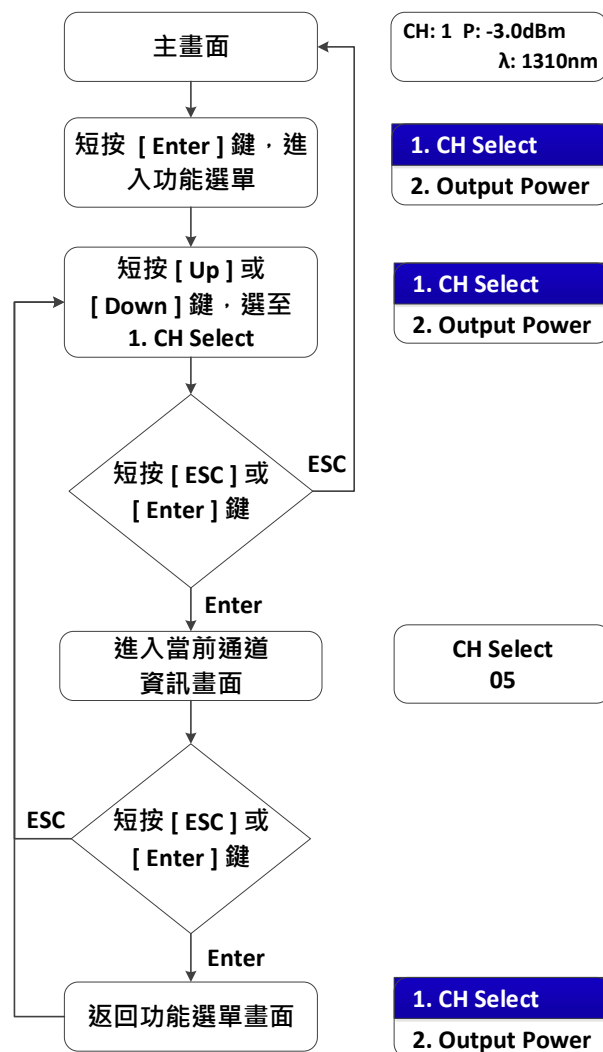 主畫面
CH: 1 P: -3.0dBm
λ: 1310nm
短按 [ Enter ] 鍵，進
入功能選單
1. CH Select
2. Output Power
短按 [ Up ] 或
[ Down ] 鍵，選至
1. CH Select
1. CH Select
2. Output Power
短按 [ ESC ] 或
[ Enter ] 鍵
ESC
Enter
進入當前通道
資訊畫面
CH Select
05
ESC
短按 [ ESC ] 或
[ Enter ] 鍵
Enter
返回功能選單畫面
1. CH Select
2. Output Power